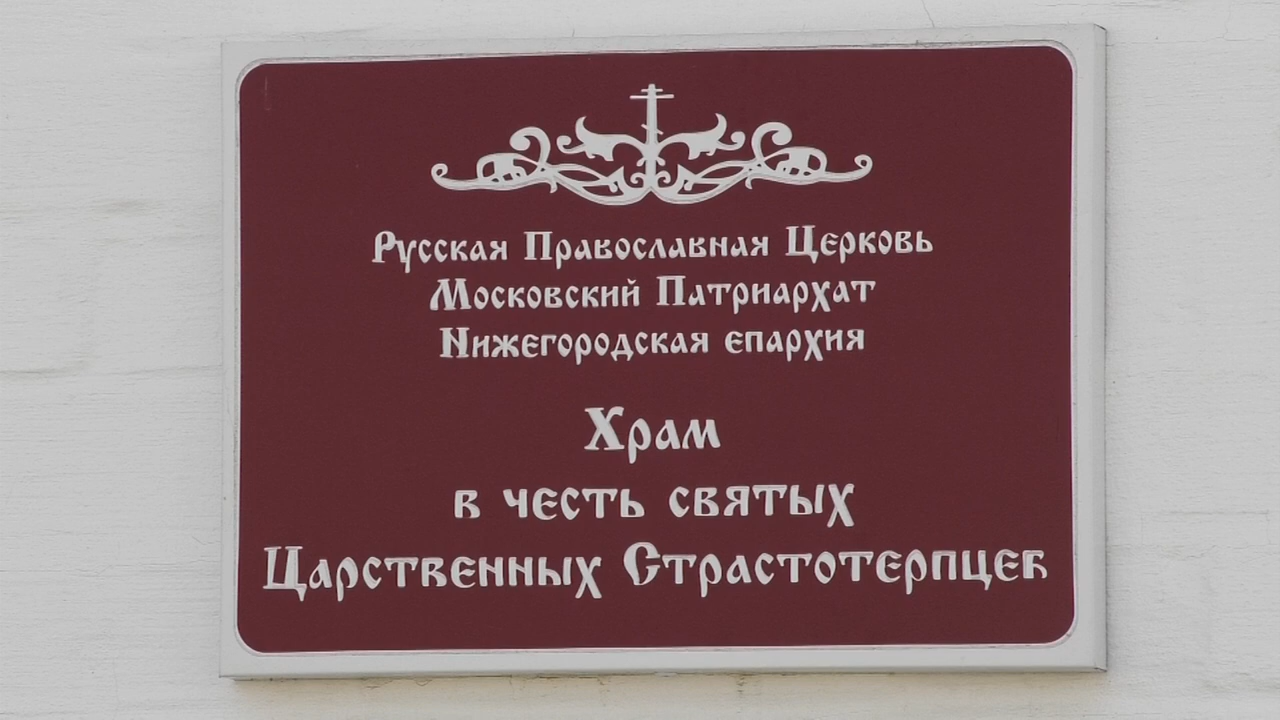 Русская Православная Церковь
Московский Патриархат
Нижегородская епархия
Храм
в честь святых
Царственных Страстотерпцев